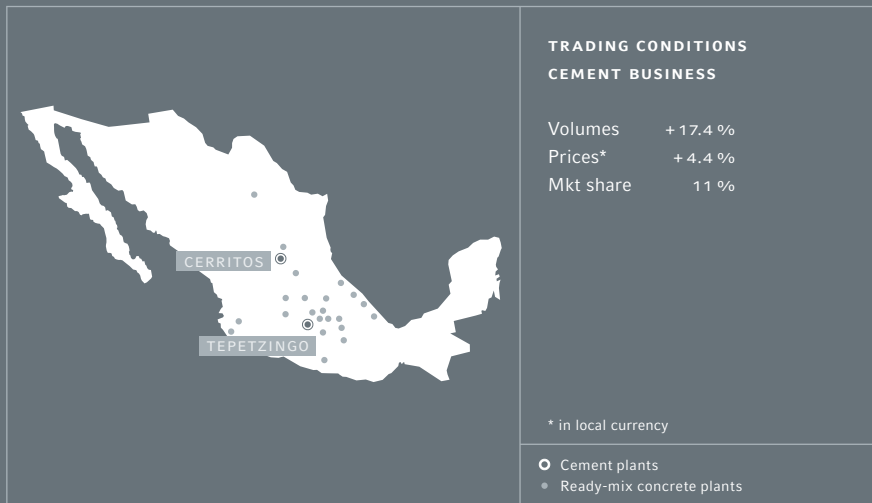 TRADING CONDITIONS
CEMENT BUSINESS
Volumes +17.4 %
Prices* +4.4 %
Mkt share 11 %
CERRITOS
TEPETZINGO
* in local currency
Cement plants
Ready-mix concrete plants